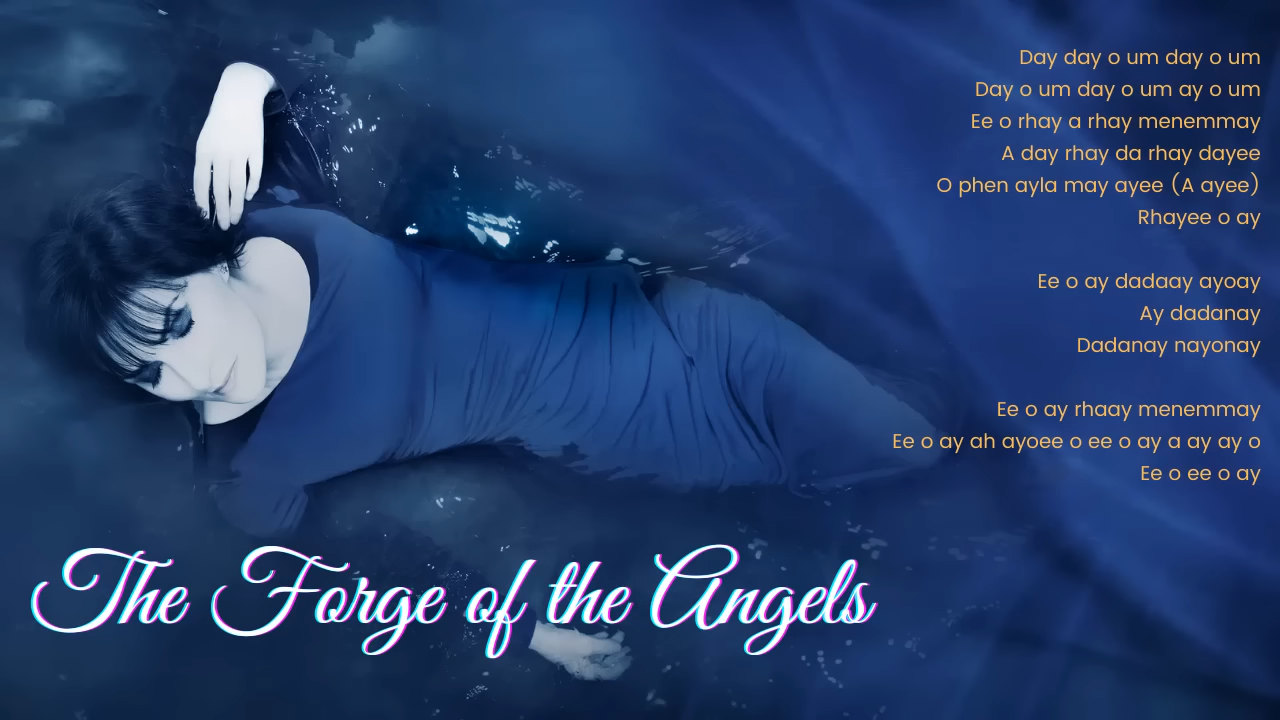 Day day o um day o um
Day o um day o um ay o um
Ee o rhay a rhay menemmay
A day rhay da rhay dayee
O phen ayla may ayee (A ayee)
Rhayee o ay
Ee o ay dadaay ayoay
Ay dadanay
Dadanay nayonay
Ee o ay rhaay menemmay
Ee o ay ah ayoee o ee o ay a ay ay o
Ee o ee o ay
The Forge of the Angels